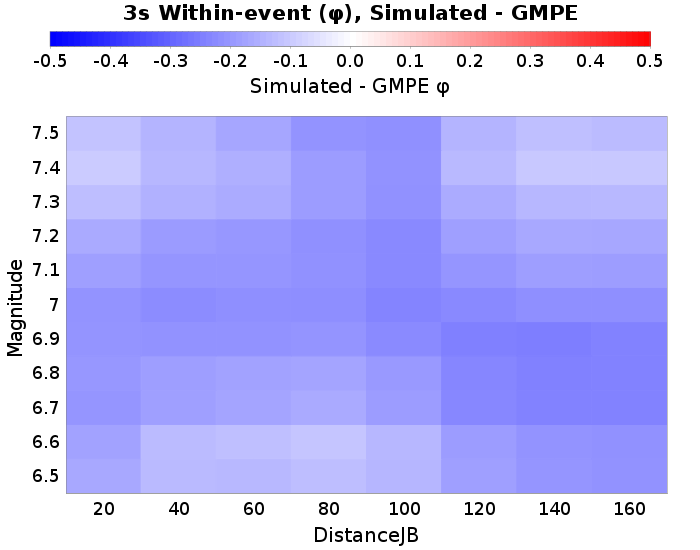 3s Within-event (φ), Simulated - GMPE
-0.5 -0.4 -0.3 -0.2 -0.1 0.0 0.1 0.2 0.3 0.4 0.5
Simulated - GMPE φ
7.5
7.4
7.3
7.2
7.1
7
6.9
6.8
6.7
6.6
6.5
Magnitude
20 40 60 80 100 120 140 160
DistanceJB